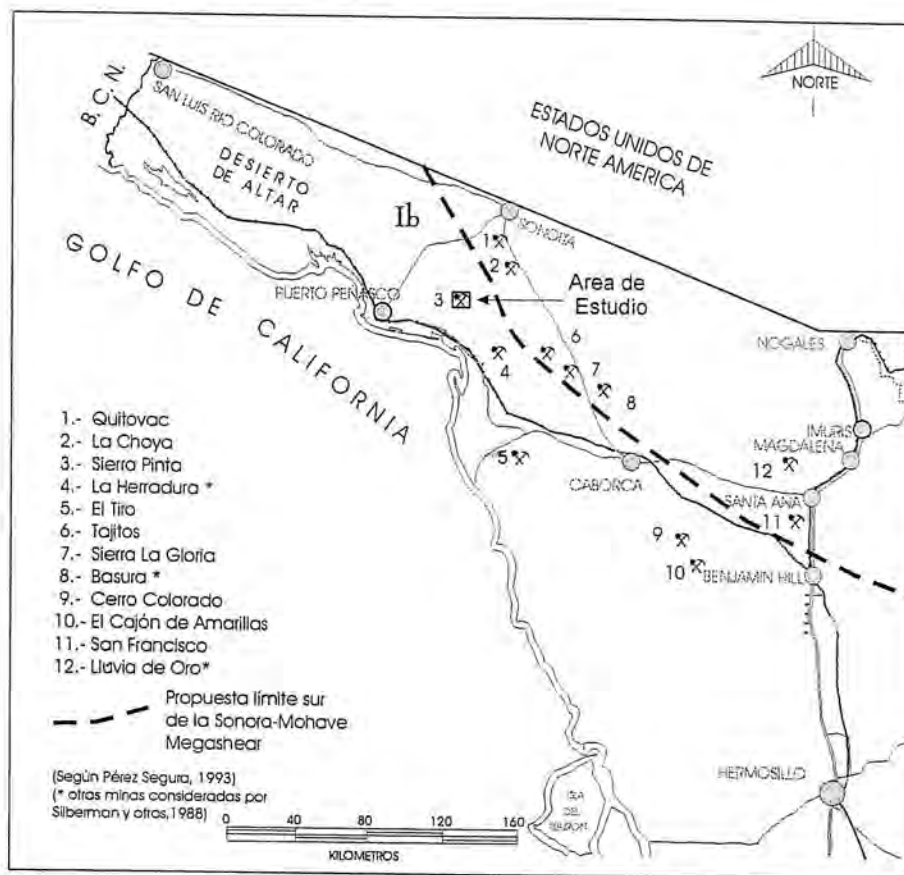 NORTE
SAN LUIS RIO COLORADO
B. C. N.
DESIERTO
DE ALTAR
ESTADOS UNIDOS DE
NORTE AMERICA
Ib
SONOITA
1
2
GOLFO DE CALIFORNIA
PUERTO PEÑASCO
3
Area de
Estudio
4
6
7
8
NOGALES
IMURIS
MAGDALENA
12
5
CABORCA
SANTA ANA
11
9
10
BENJAMIN HILL
1.- Quitovac
2.- La Choya
3.- Sierra Pinta
4.- La Herradura *
5.- El Tiro
6.- Tajitos
7.- Sierra La Gloria
8.- Basura *
9.- Cerro Colorado
10.- El Cajón de Amarillas
11.- San Francisco
12.- Lluvia de Oro*
Propuesta límite sur
de la Sonora-Mohave
Megashear
(Según Pérez Segura, 1993)
(* otras minas consideradas por
Silberman y otros,1988)
HERMOSILLO
ISLA
DEL
TIBURON
0 40 80 120 160
KILOMETROS